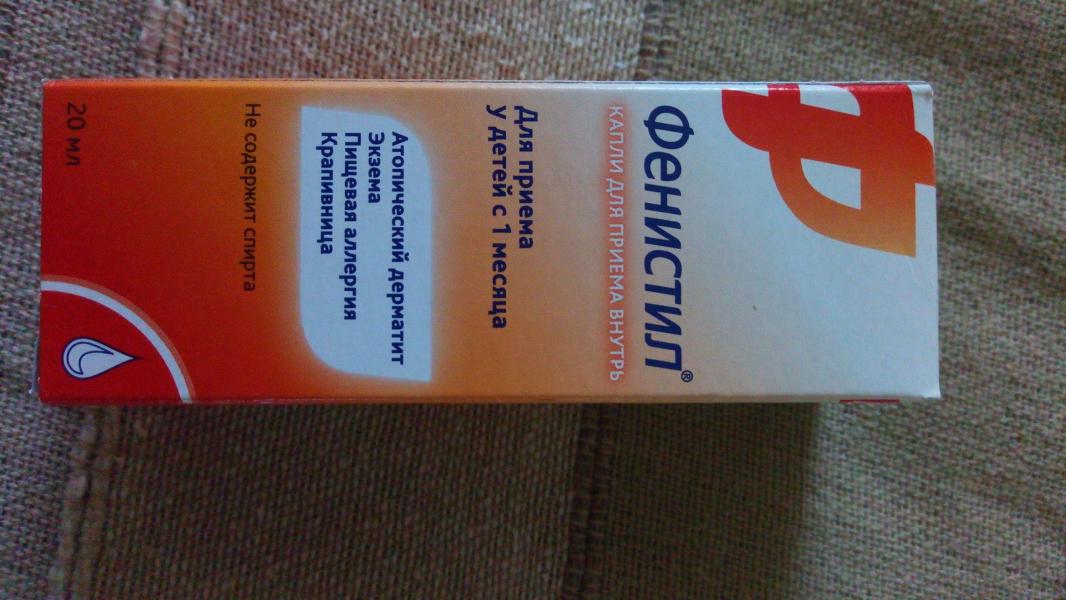 Фенистил®
КАПЛИ ДЛЯ ПРИЕМА ВНУТРЬ
Для приема
у детей с 1 месяца
Атопический дерматит
Экзема
Пищевая аллергия
Крапивница
Не содержит спирта
20 мл